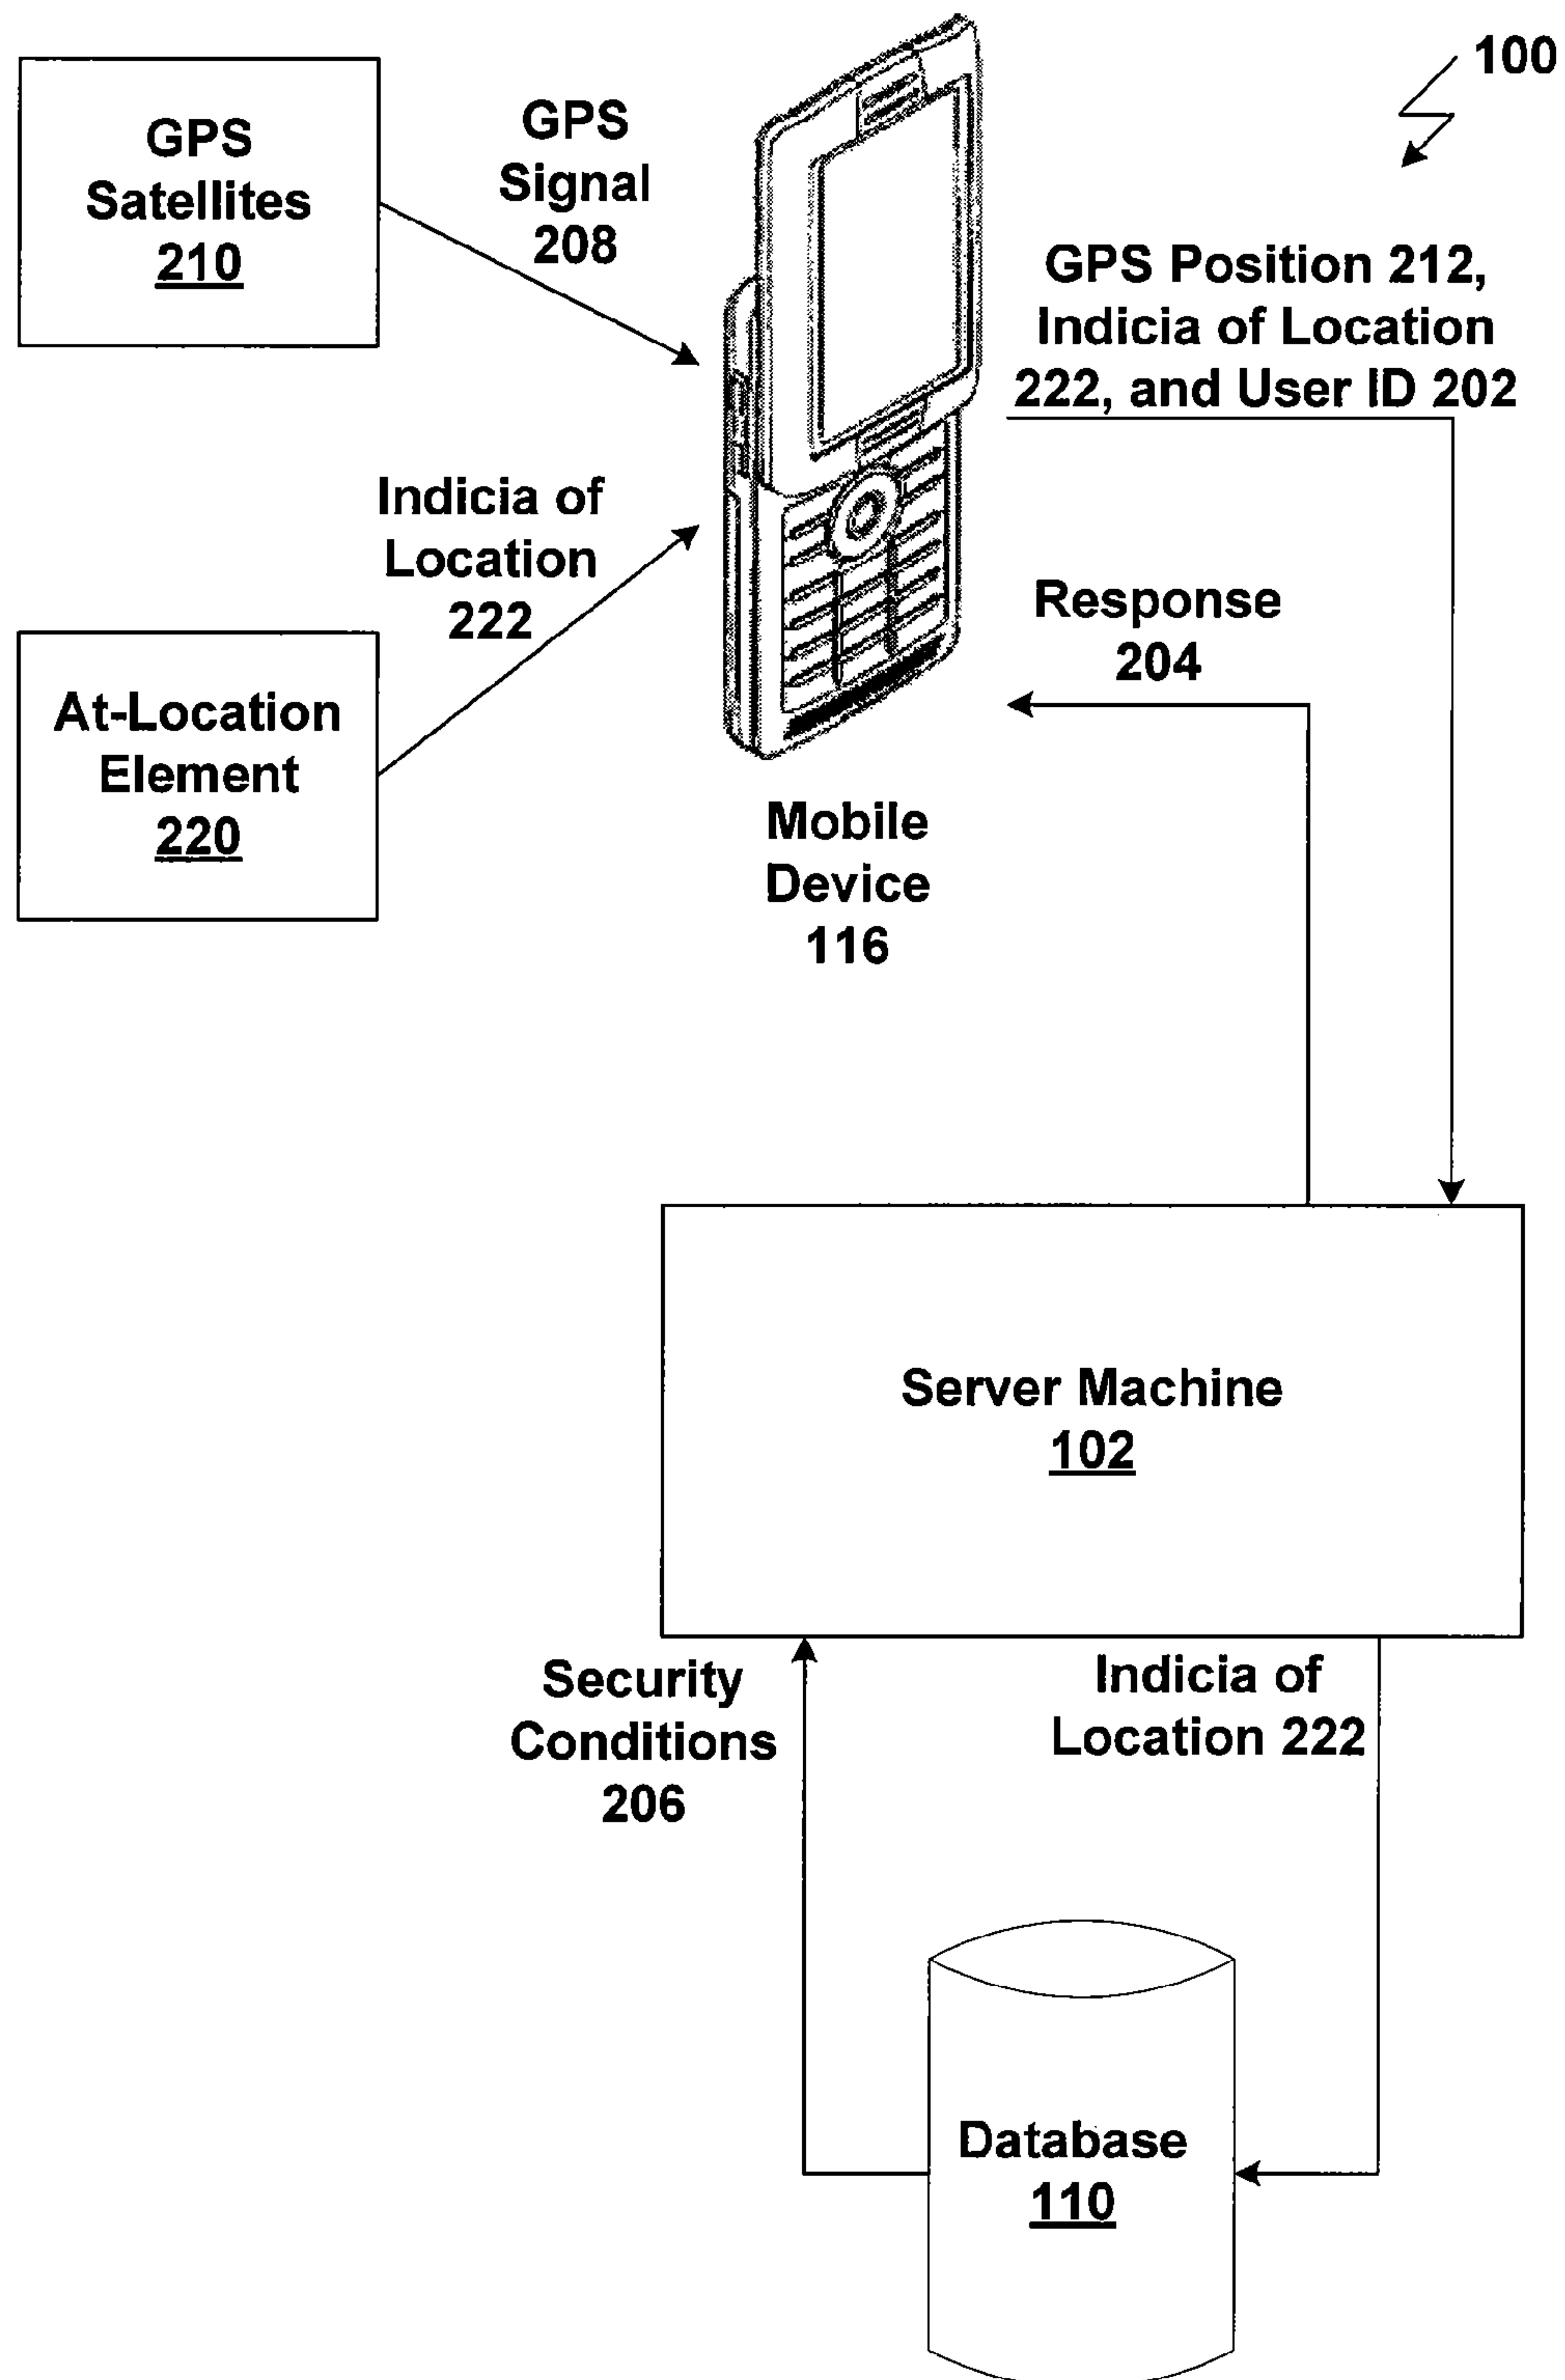 100
GPS
Satellites
210
GPS
Signal
208
GPS Position 212,
Indicia of Location
222, and User ID 202
Indicia of
Location
222
Response
204
At-Location
Element
220
Mobile
Device
116
Server Machine
102
Security
Conditions
206
Indicia of
Location 222
Database
110